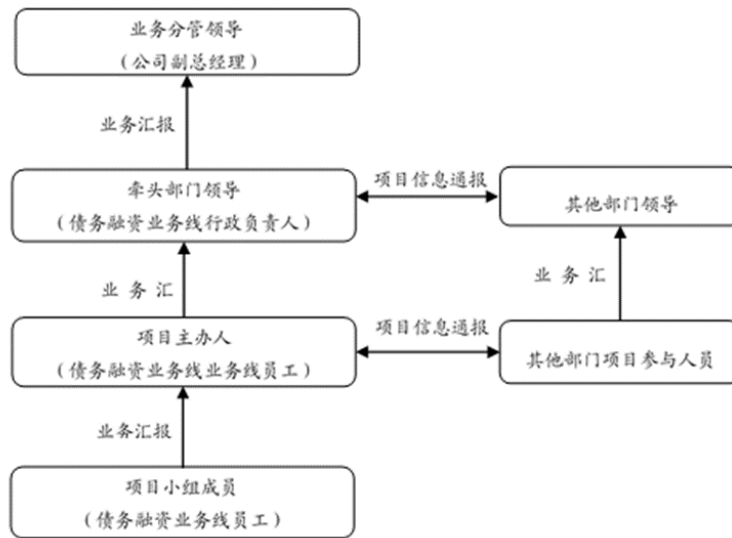 业务分管领导
（公司副总经理）
业务汇报
牵头部门领导
（债务融资业务线行政负责人）
项目信息通报
其他部门领导
业 务 汇
业 务 汇
项目主办人
（债务融资业务线业务线员工）
项目信息通报
其他部门项目参与人员
业务汇报
项目小组成员
（债务融资业务线员工）